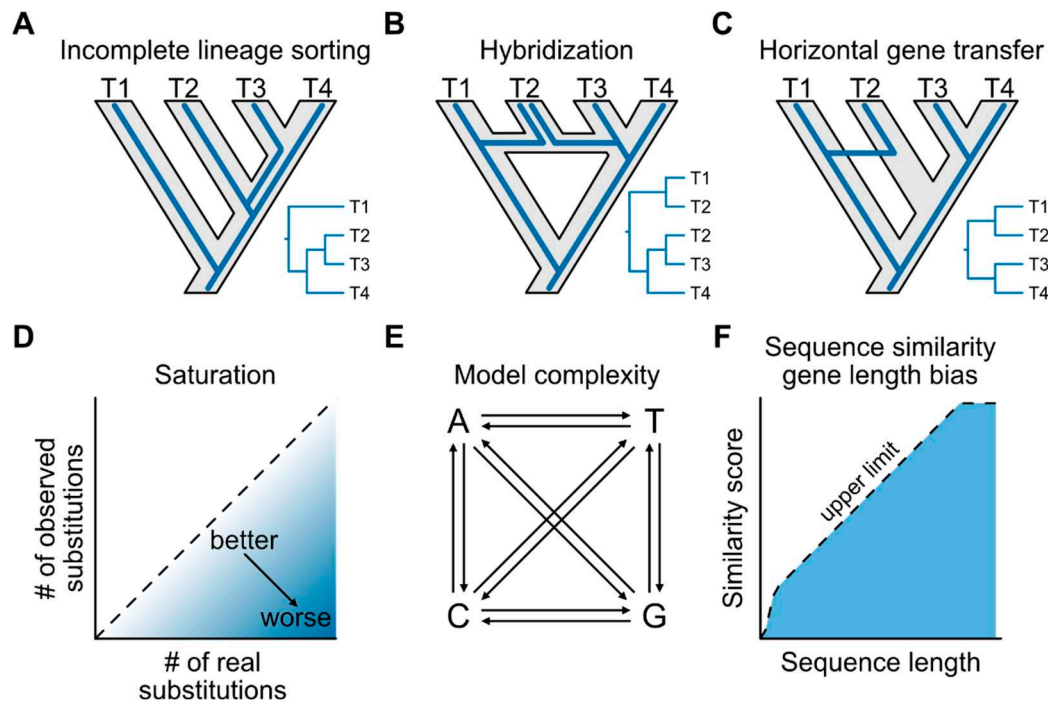 A
Incomplete lineage sorting
T1 T2 T3 T4
T1
T2
T3
T4
B
Hybridization
T1 T2 T3 T4
T1
T2
T2
T3
T4
C
Horizontal gene transfer
T1 T2 T3 T4
T1
T2
T3
T4
D
Saturation
# of observed
substitutions
better
worse
# of real
substitutions
E
Model complexity
A T
C G
F
Sequence similarity
gene length bias
Similarity score
upper limit
Sequence length